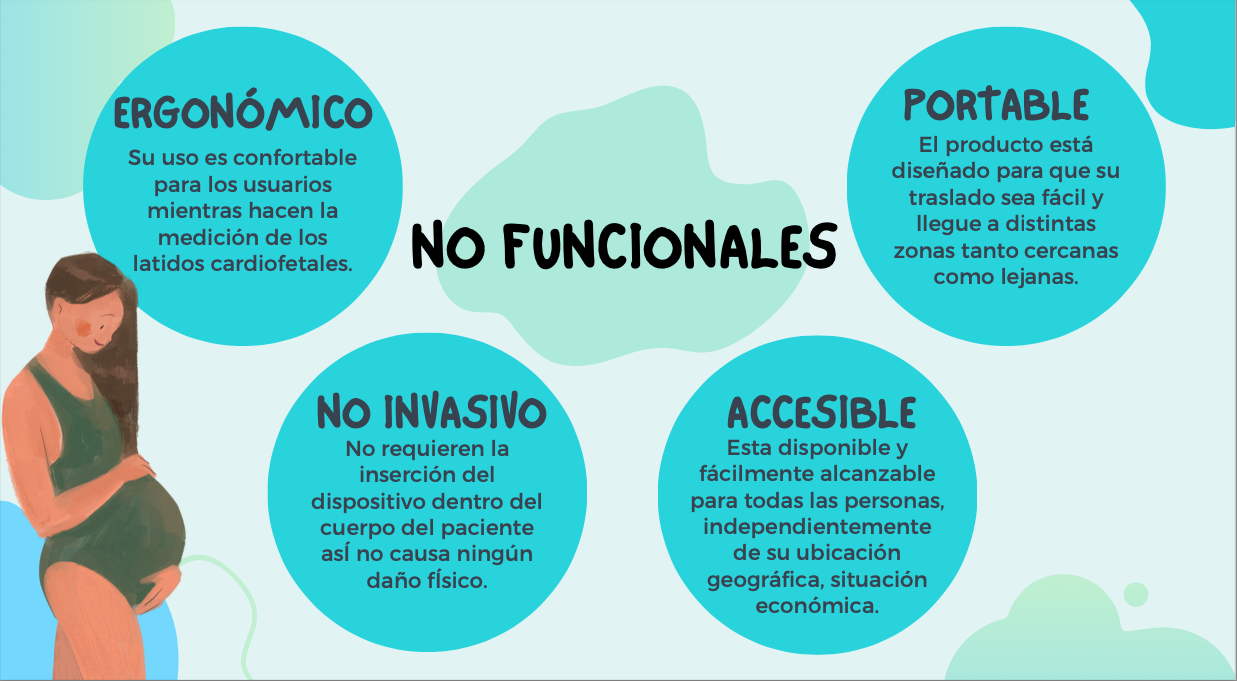 ERGONÓMICO
Su uso es confortable
para los usuarios
mientras hacen la
medición de los
latidos cardiofetales.
NO FUNCIONALES
PORTABLE
El producto está
diseñado para que su
traslado sea fácil y
llegue a distintas
zonas tanto cercanas
como lejanas.
NO INVASIVO
No requieren la
inserción del
dispositivo dentro del
cuerpo del paciente
asÍ no causa ningún
daño fÍsico.
ACCESIBLE
Esta disponible y
fácilmente alcanzable
para todas las personas,
independientemente
de su ubicación
geográfica, situación
económica.